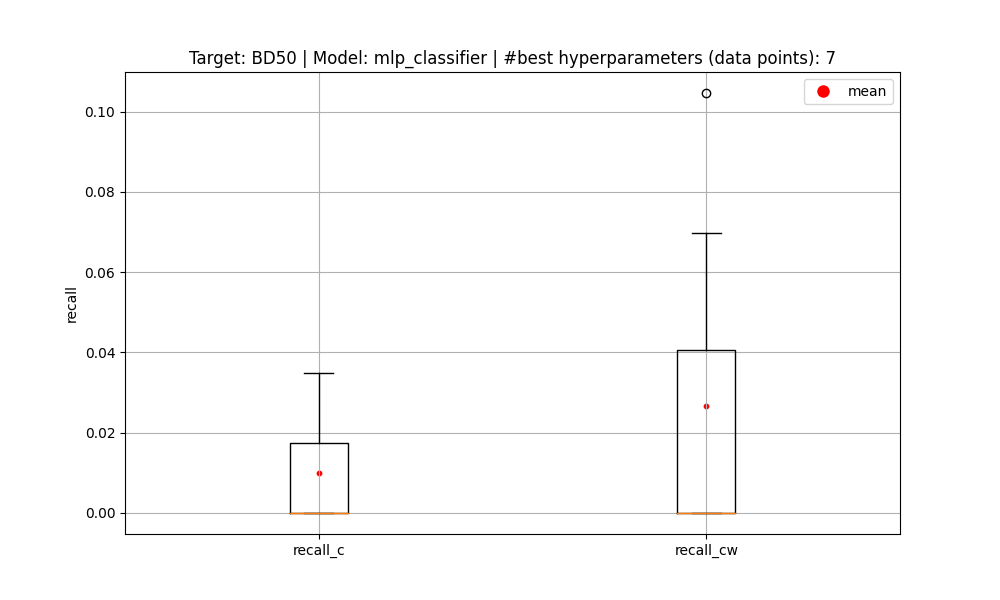 Target: BD50 | Model: mlp_classifier | #best hyperparameters (data points): 7
mean
0.10
0.08
0.06
0.04
0.02
0.00
recall
recall_c
recall_cw